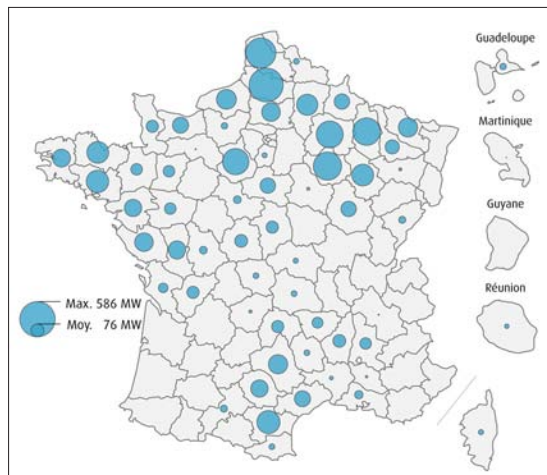 Guadeloupe
Martinique
Guyane
Réunion
Max. 586 MW
Moy. 76 MW